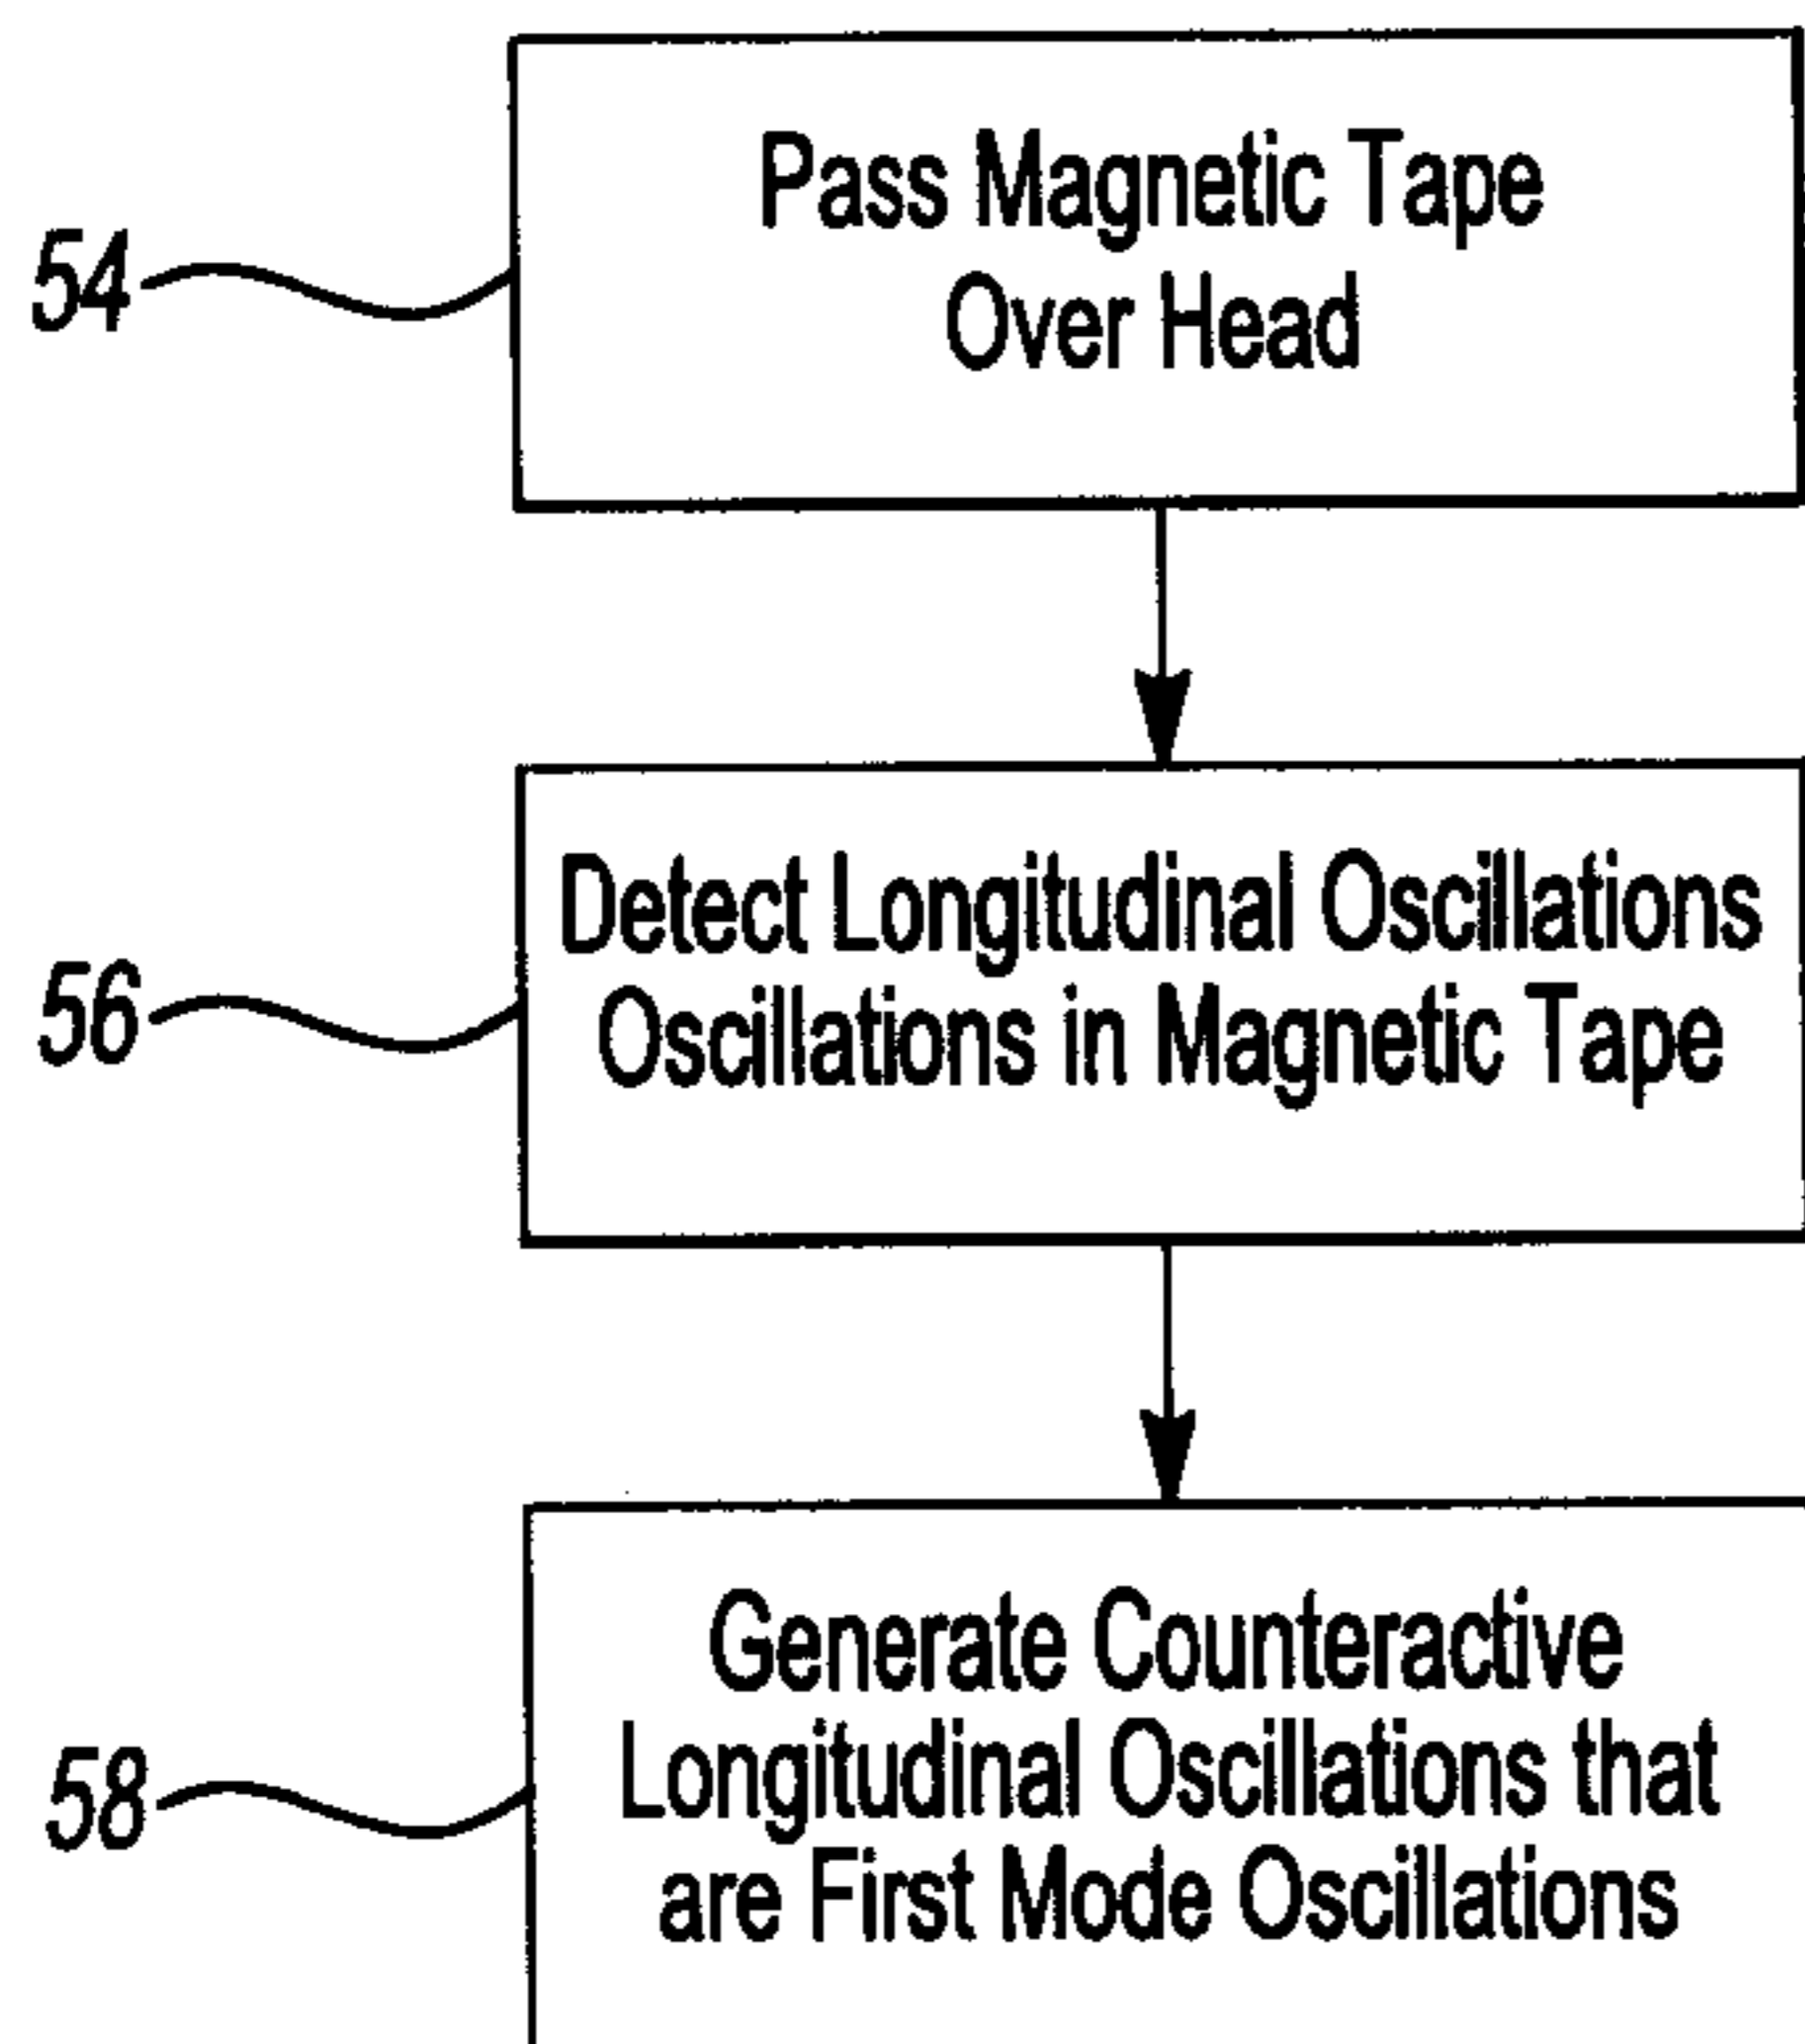 54
Pass Magnetic Tape
Over Head
56
Detect Longitudinal Oscillations
Oscillations in Magnetic Tape
58
Generate Counteractive
Longitudinal Oscillations that
are First Mode Oscillations